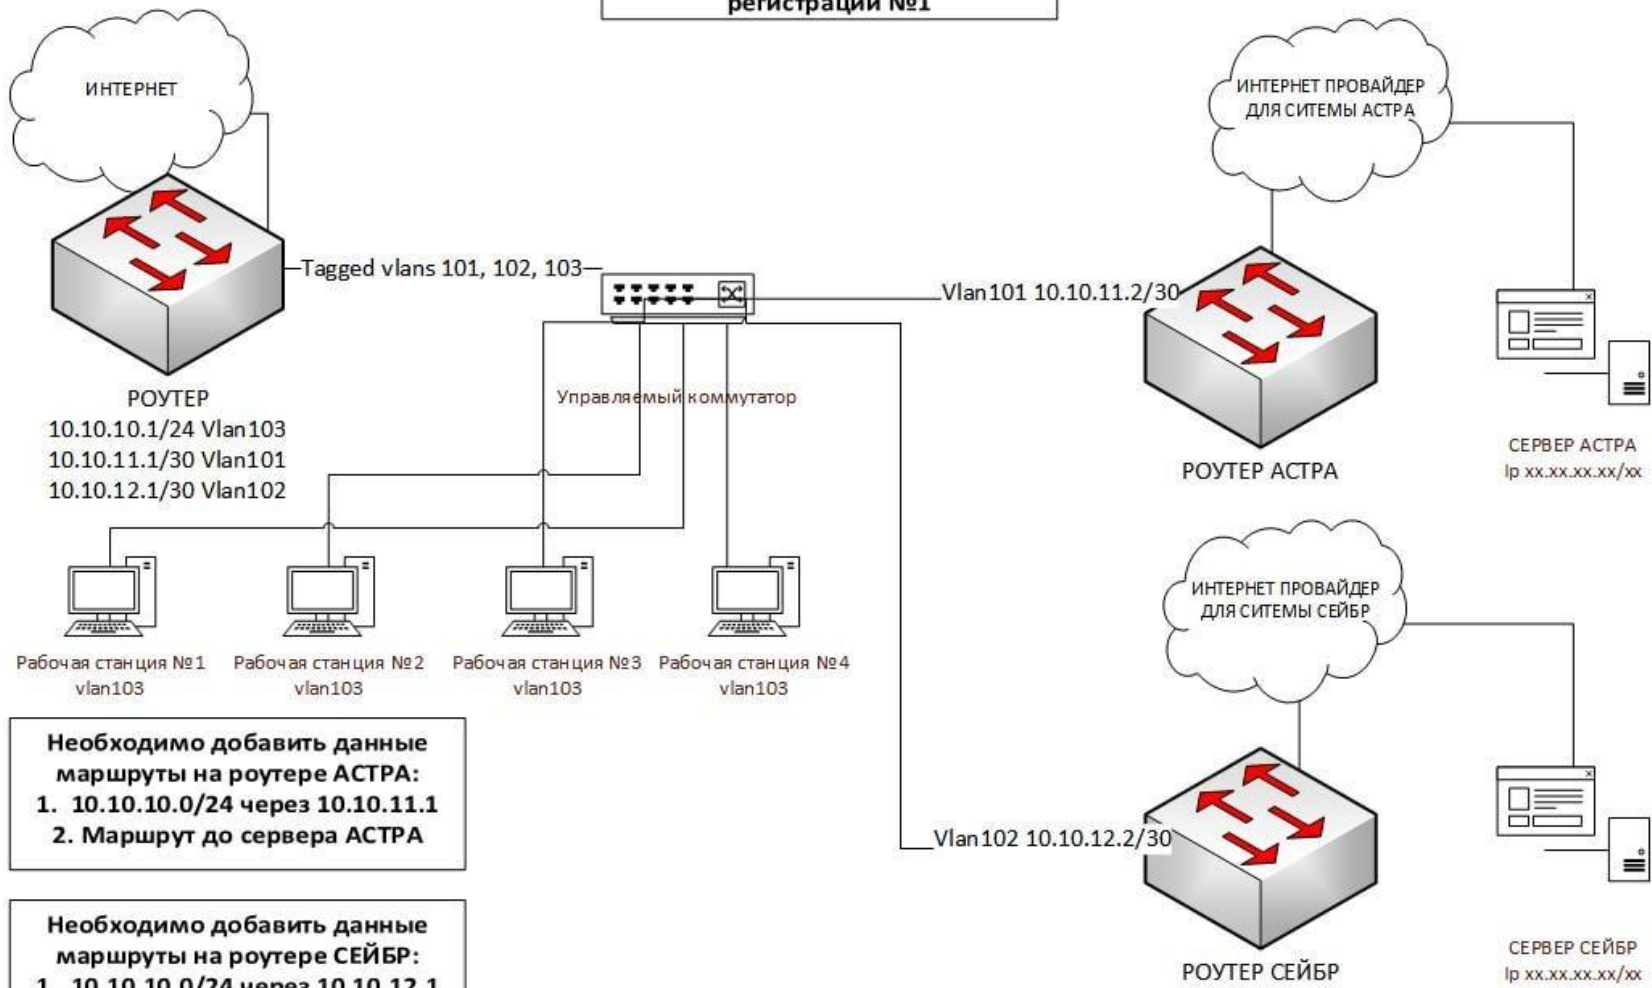 регистрации №1
ИНТЕРНЕТ
ИНТЕРНЕТ ПРОВАЙДЕР
ДЛЯ СИТЕМЫ АСТРА
Tagged vlans 101, 102, 103
Vlan101 10.10.11.2/30
Управляемый коммутатор
РОУТЕР
10.10.10.1/24 Vlan103
10.10.11.1/30 Vlan101
10.10.12.1/30 Vlan102
РОУТЕР АСТРА
СЕРВЕР АСТРА
Ip xx.xx.xx.xx/xx
ИНТЕРНЕТ ПРОВАЙДЕР
ДЛЯ СИТЕМЫ СЕЙБР
Рабочая станция №1
vlan103
Рабочая станция №2
vlan103
Рабочая станция №3
vlan103
Рабочая станция №4
vlan103
Необходимо добавить данные
маршруты на роутере АСТРА:
1. 10.10.10.0/24 через 10.10.11.1
2. Маршрут до сервера АСТРА
Vlan102 10.10.12.2/30
Необходимо добавить данные
маршруты на роутере СЕЙБР:
1. 10.10.10.0/24 через 10.10.12.1
РОУТЕР СЕЙБР
СЕРВЕР СЕЙБР
Ip xx.xx.xx.xx/xx